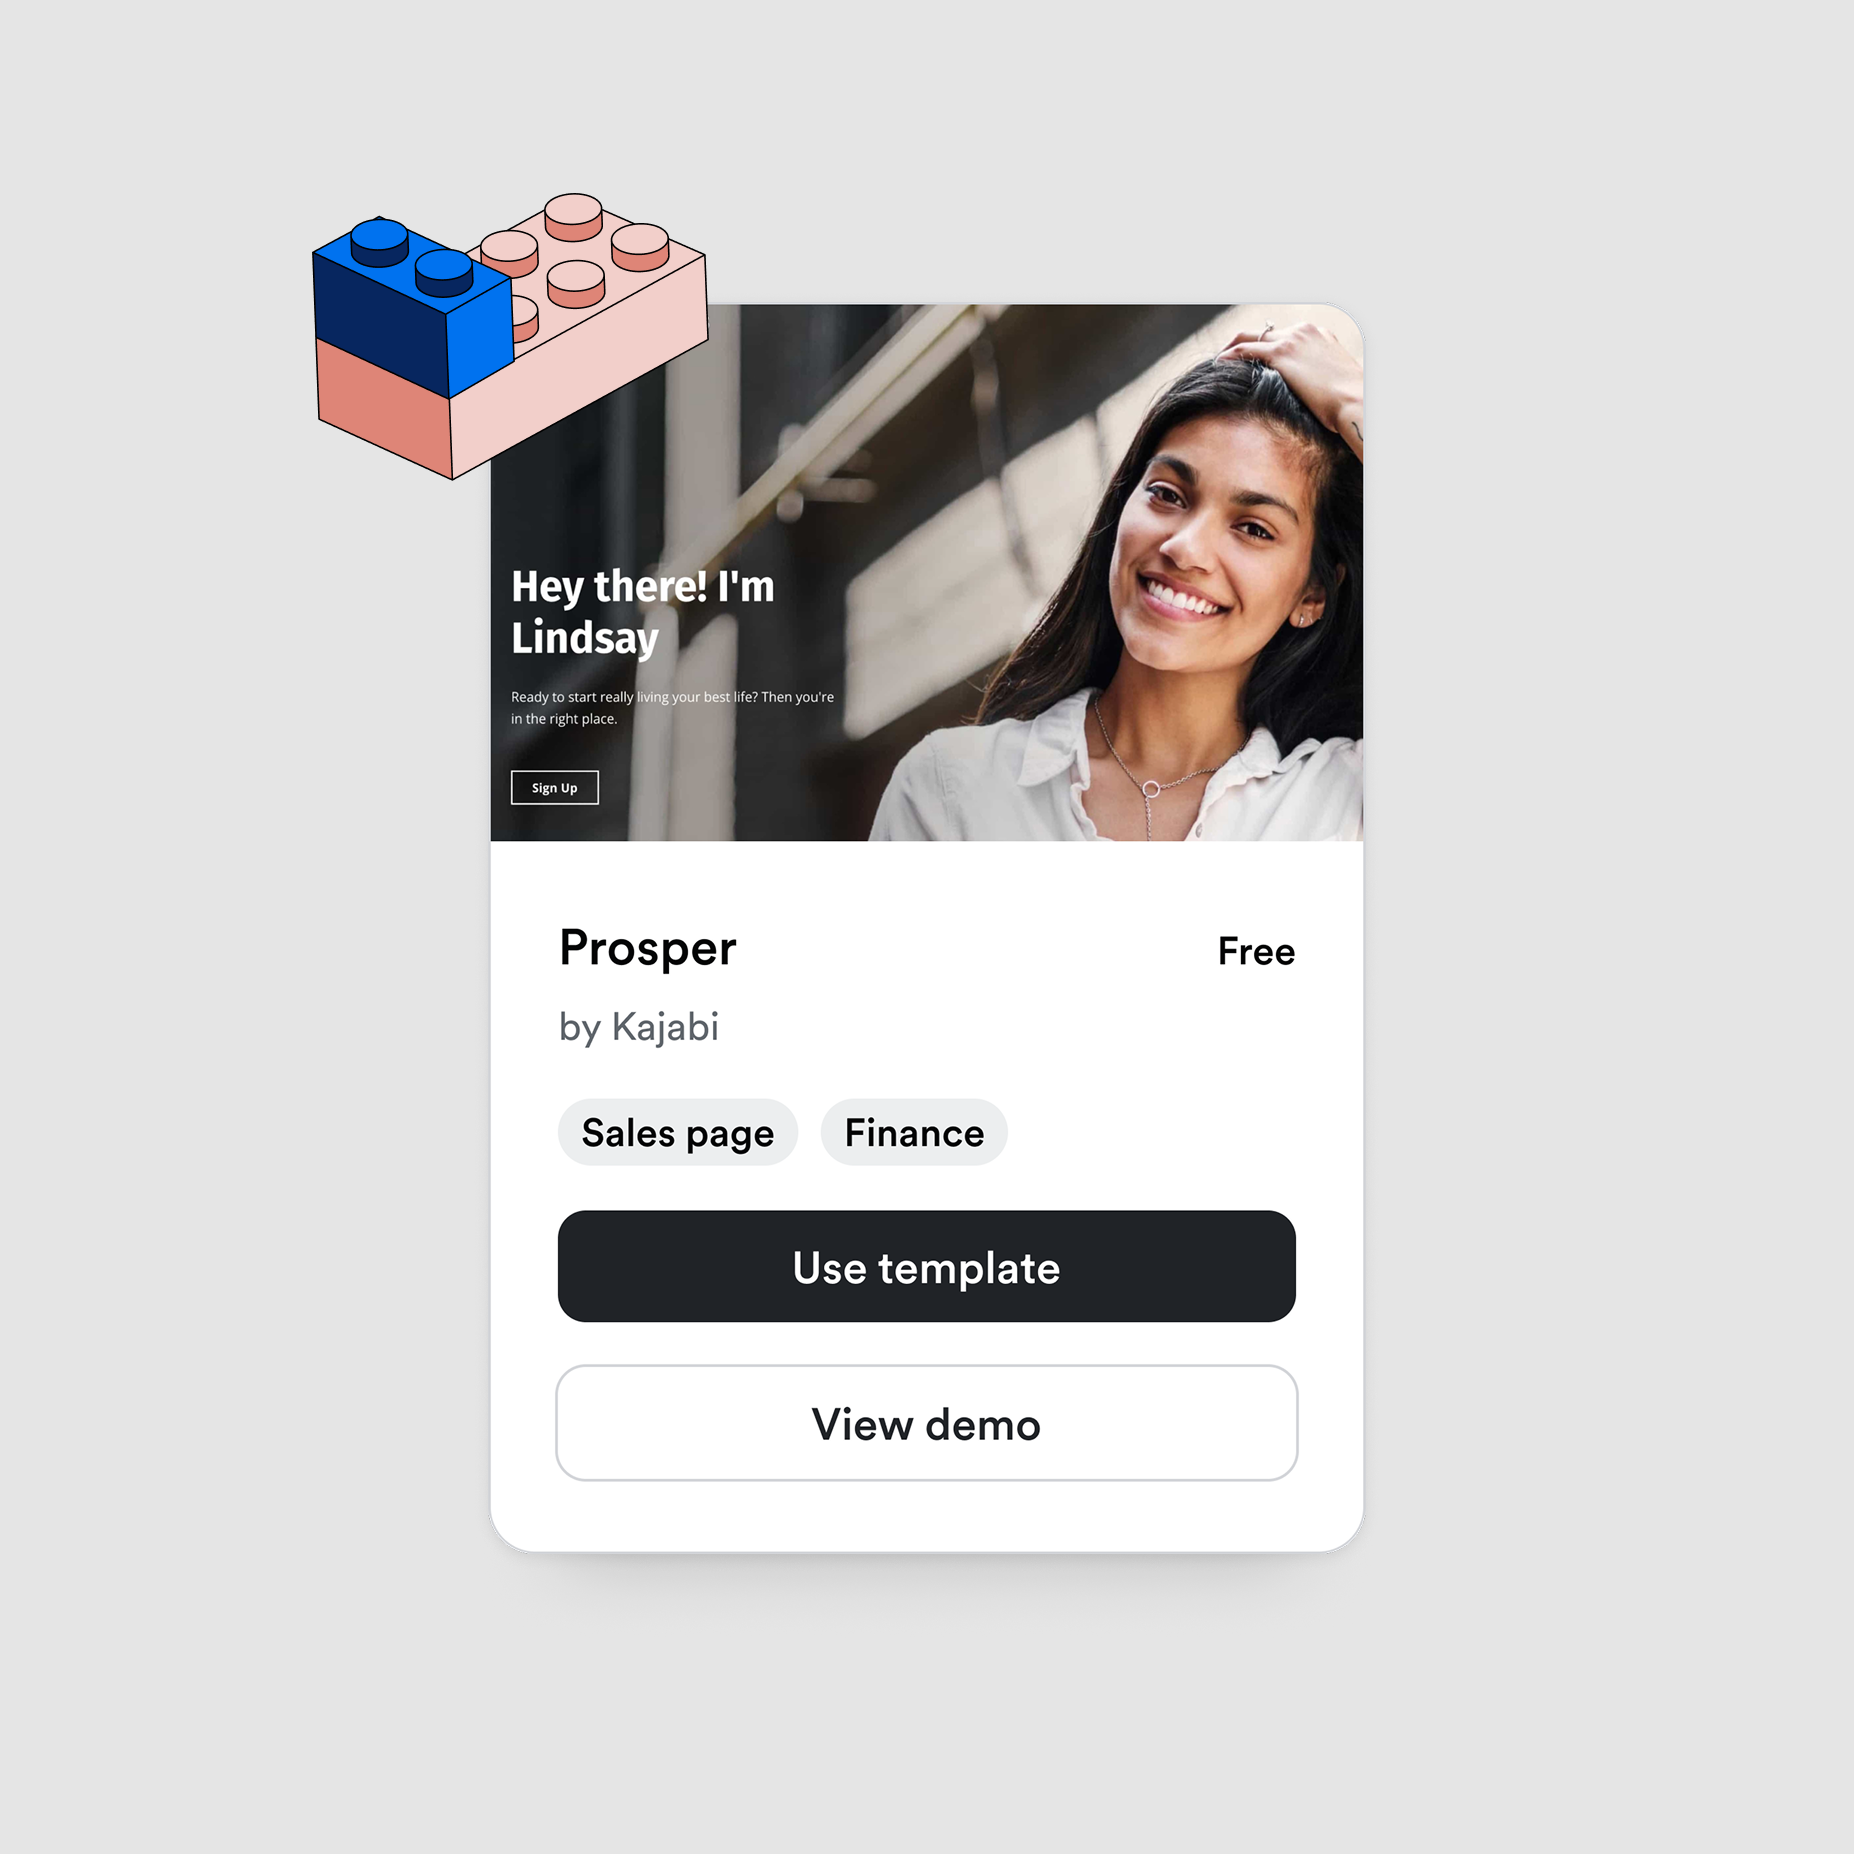 Hey there! I'm
Lindsay
Ready to start really living your best life? Then you're
in the right place.
Sign Up
Prosper
Free
by Kajabi
Sales page
Finance
Use template
View demo